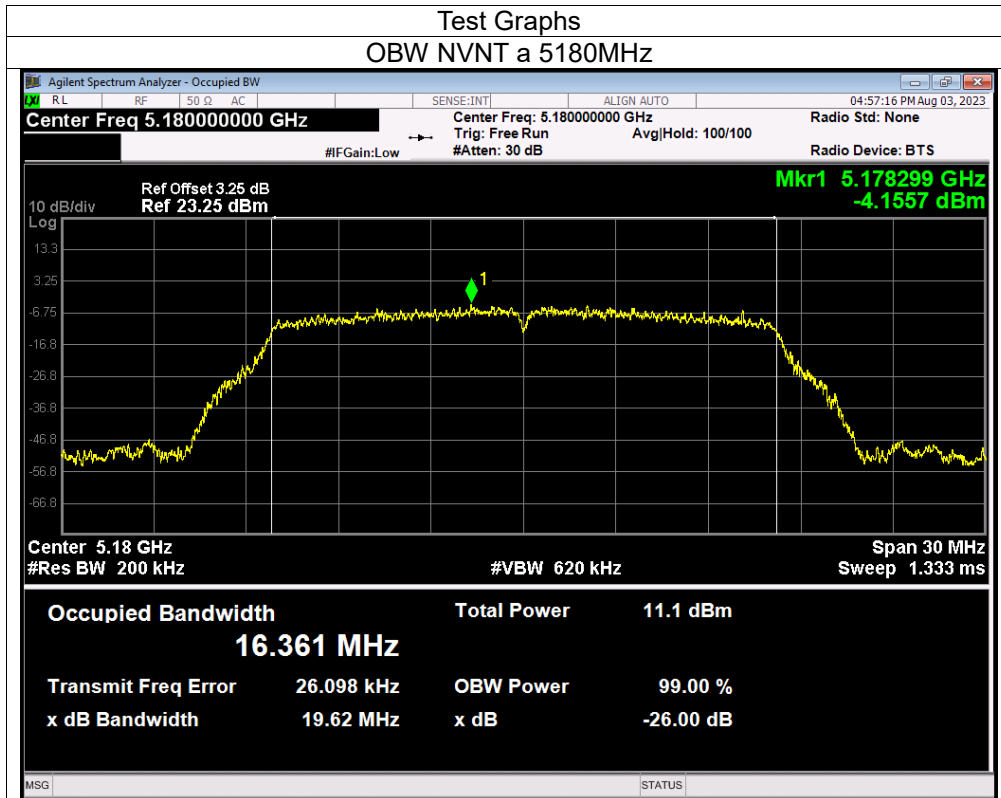 Test Graphs
OBW NVNT a 5180MHz
Agilent Spectrum Analyzer - Occupied BW
LXI RL RF 50 Ω AC SENSE:INT ALIGN AUTO 04:57:16 PM Aug 03, 2023
Center Freq 5.180000000 GHz Center Freq: 5.180000000 GHz Radio Std: None
Trig: Free Run Avg|Hold: 100/100
#IFGain:Low #Atten: 30 dB Radio Device: BTS
Mkr1 5.178299 GHz
-4.1557 dBm
Ref Offset 3.25 dB
10 dB/div Ref 23.25 dBm
Log
13.3
3.25
1
-6.75
-16.8
-26.8
-36.8
-46.8
-56.8
-66.8
Center 5.18 GHz Span 30 MHz
#Res BW 200 kHz #VBW 620 kHz Sweep 1.333 ms
Occupied Bandwidth Total Power 11.1 dBm
16.361 MHz
Transmit Freq Error 26.098 kHz OBW Power 99.00 %
x dB Bandwidth 19.62 MHz x dB -26.00 dB
MSG STATUS